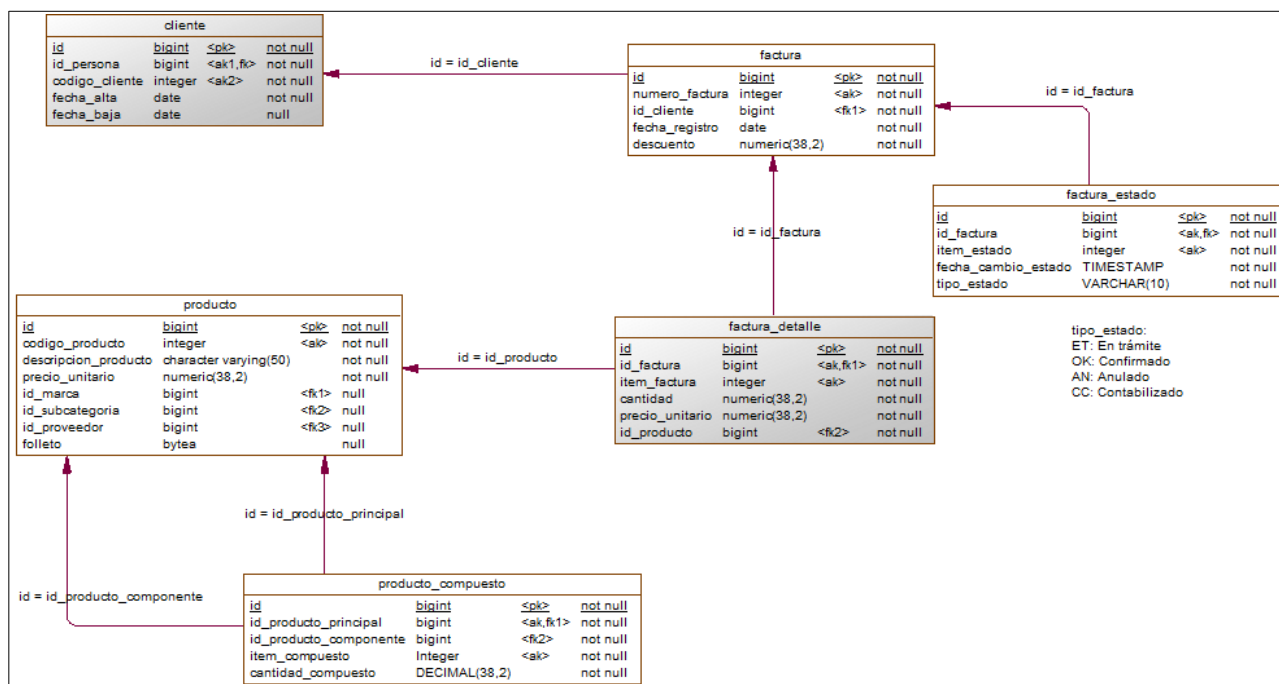 cliente
id bigint <pk> not null
id_persona bigint <ak1,fk> not null
codigo_cliente integer <ak2> not null
fecha_alta date not null
fecha_baja date null
id = id_cliente
factura
id bigint <pk> not null
numero_factura integer <ak> not null
id_cliente bigint <fk1> not null
fecha_registro date not null
descuento numeric(38,2) not null
id = id_factura
factura_estado
id bigint <pk> not null
id_factura bigint <ak,fk> not null
item_estado integer <ak> not null
fecha_cambio_estado TIMESTAMP not null
tipo_estado VARCHAR(10) not null
id = id_factura
producto
id bigint <pk> not null
codigo_producto integer <ak> not null
descripcion_producto character varying(50) not null
precio_unitario numeric(38,2) not null
id_marca bigint <fk1> null
id_subcategoria bigint <fk2> null
id_proveedor bigint <fk3> null
folleto bytea null
id = id_producto
factura_detalle
id bigint <pk> not null
id_factura bigint <ak,fk1> not null
item_factura integer <ak> not null
cantidad numeric(38,2) not null
precio_unitario numeric(38,2) not null
id_producto bigint <fk2> not null
tipo_estado:
ET: En trámite
OK: Confirmado
AN: Anulado
CC: Contabilizado
id = id_producto_principal
id = id_producto_componente
producto_compuesto
id bigint <pk> not null
id_producto_principal bigint <ak,fk1> not null
id_producto_componente bigint <fk2> not null
item_compuesto Integer <ak> not null
cantidad_compuesto DECIMAL(38,2) not null